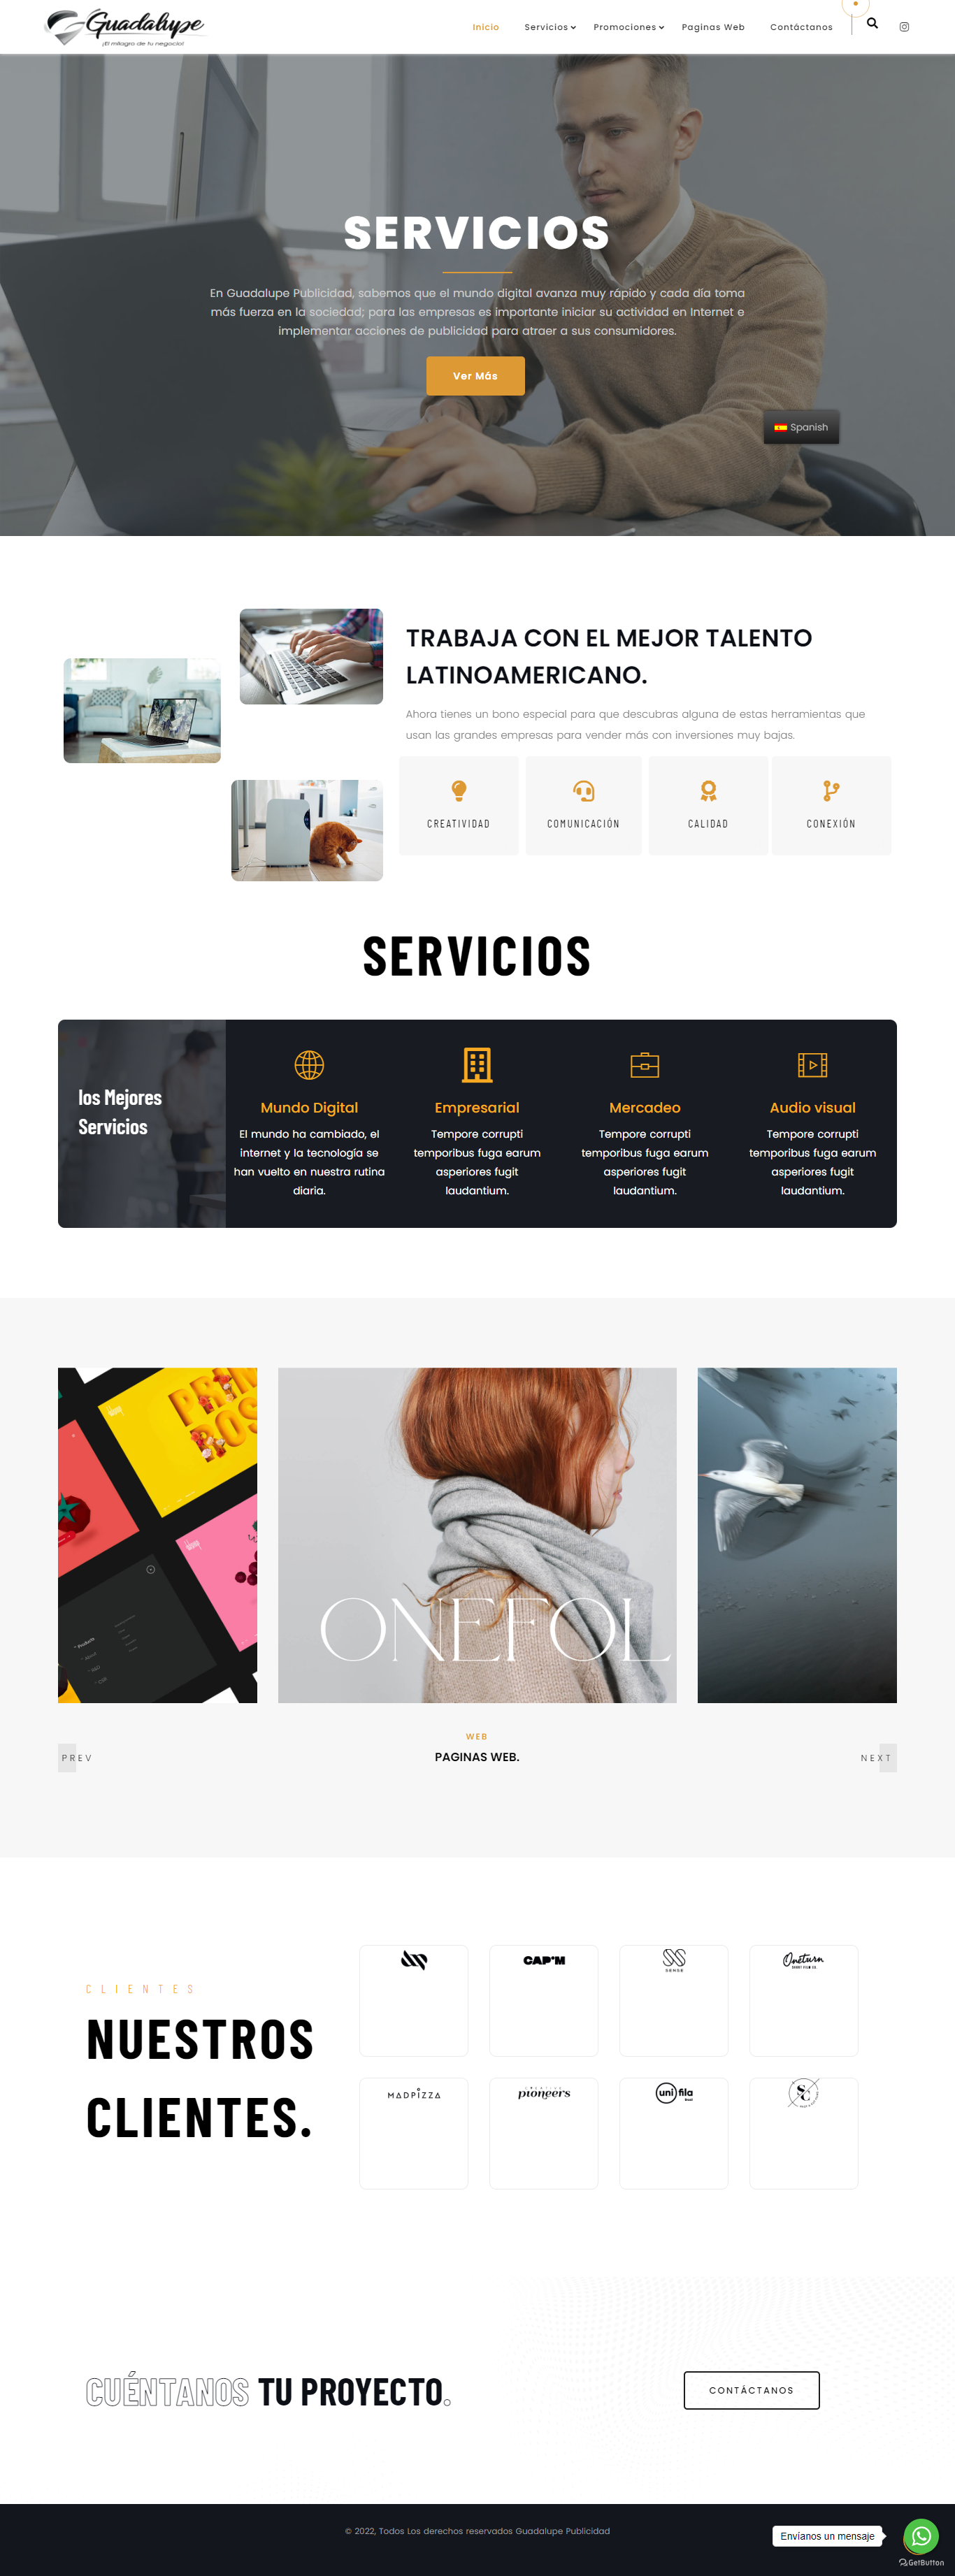 Guadalupe
¡El milagro de tu negocio!
Inicio
Servicios
Promociones
Paginas Web
Contáctanos
SERVICIOS
En Guadalupe Publicidad, sabemos que el mundo digital avanza muy rápido y cada día toma
más fuerza en la sociedad; para las empresas es importante iniciar su actividad en Internet e
implementar acciones de publicidad para atraer a sus consumidores.
Ver Más
Spanish
TRABAJA CON EL MEJOR TALENTO
LATINOAMERICANO.
Ahora tienes un bono especial para que descubras alguna de estas herramientas que
usan las grandes empresas para vender más con inversiones muy bajas.
CREATIVIDAD
COMUNICACIÓN
CALIDAD
CONEXIÓN
SERVICIOS
los Mejores
Servicios
Mundo Digital
El mundo ha cambiado, el
internet y la tecnología se
han vuelto en nuestra rutina
diaria.
Empresarial
Tempore corrupti
temporibus fuga earum
asperiores fugit
laudantium.
Mercadeo
Tempore corrupti
temporibus fuga earum
asperiores fugit
laudantium.
Audio visual
Tempore corrupti
temporibus fuga earum
asperiores fugit
laudantium.
ONEFOL
PREV
WEB
PAGINAS WEB.
NEXT
CLIENTES
NUESTROS
CLIENTES.
CAP'M
SENSE
Oneturn
MADPIZZA
pioneers
uni fila
SC
CUÉNTANOS TU PROYECTO.
CONTÁCTANOS
© 2022, Todos Los derechos reservados Guadalupe Publicidad
Envíanos un mensaje
GetButton